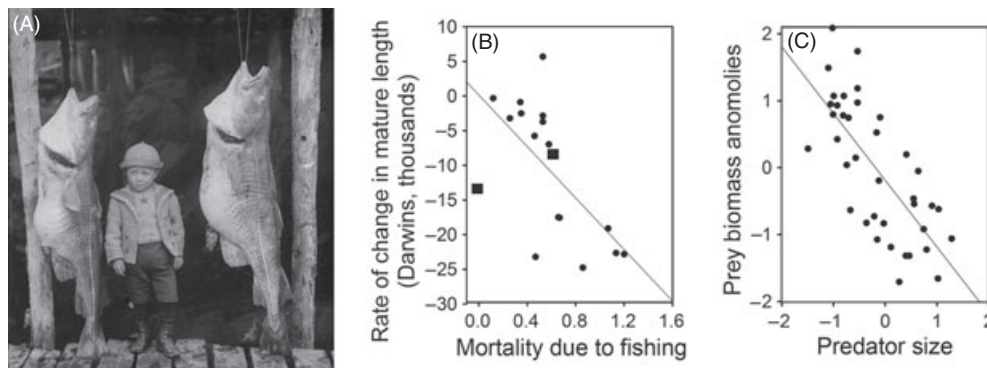 (A)
Rate of change in mature length
(Darwins, thousands)
10
5
0
−5
−10
−15
−20
−25
−30
(B)
0.0 0.4 0.8 1.2 1.6
Mortality due to fishing
Prey biomass anomolies
2
1
0
−1
−2
(C)
−2 −1 0 1 2
Predator size